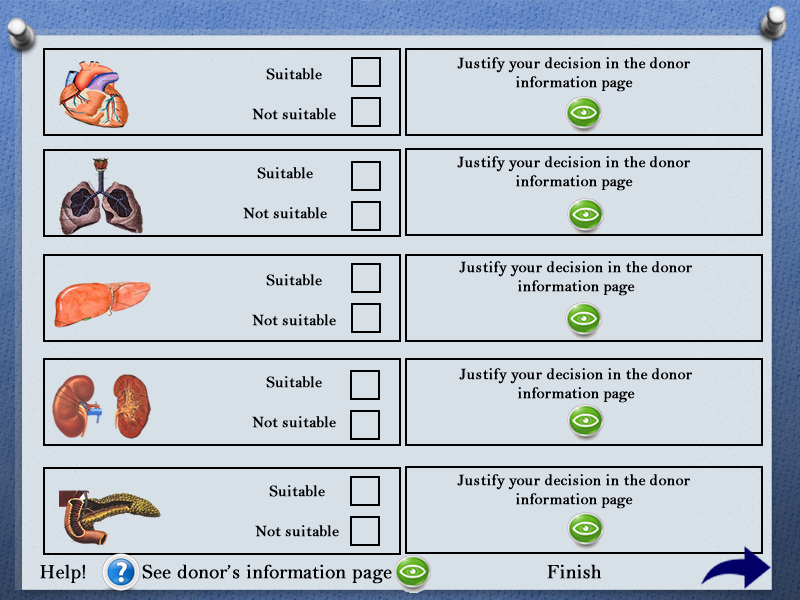 Suitable
Not suitable
Justify your decision in the donor
information page
Suitable
Not suitable
Justify your decision in the donor
information page
Suitable
Not suitable
Justify your decision in the donor
information page
Suitable
Not suitable
Justify your decision in the donor
information page
Suitable
Not suitable
Justify your decision in the donor
information page
Help! ? See donor's information page Finish